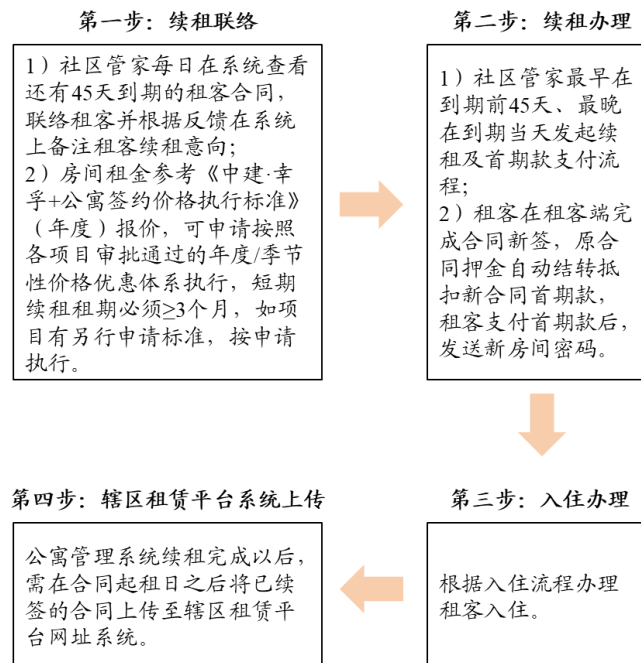 第一步：续租联络
1）社区管家每日在系统查看
还有45天到期的租客合同，
联络租客并根据反馈在系统
上备注租客续租意向；
2）房间租金参考《中建·幸
孚+公寓签约价格执行标准》
（年度）报价，可申请按照
各项目审批通过的年度/季节
性价格优惠体系执行，短期
续租租期必须≥3个月，如项
目有另行申请标准，按申请
执行。
第二步：续租办理
1）社区管家最早在
到期前45天、最晚
在到期当天发起续
租及首期款支付流
程；
2）租客在租客端完
成合同新签，原合
同押金自动结转抵
扣新合同首期款，
租客支付首期款后，
发送新房间密码。
第三步：入住办理
根据入住流程办理
租客入住。
第四步：辖区租赁平台系统上传
公寓管理系统续租完成以后，
需在合同起租日之后将已续
签的合同上传至辖区租赁平
台网址系统。